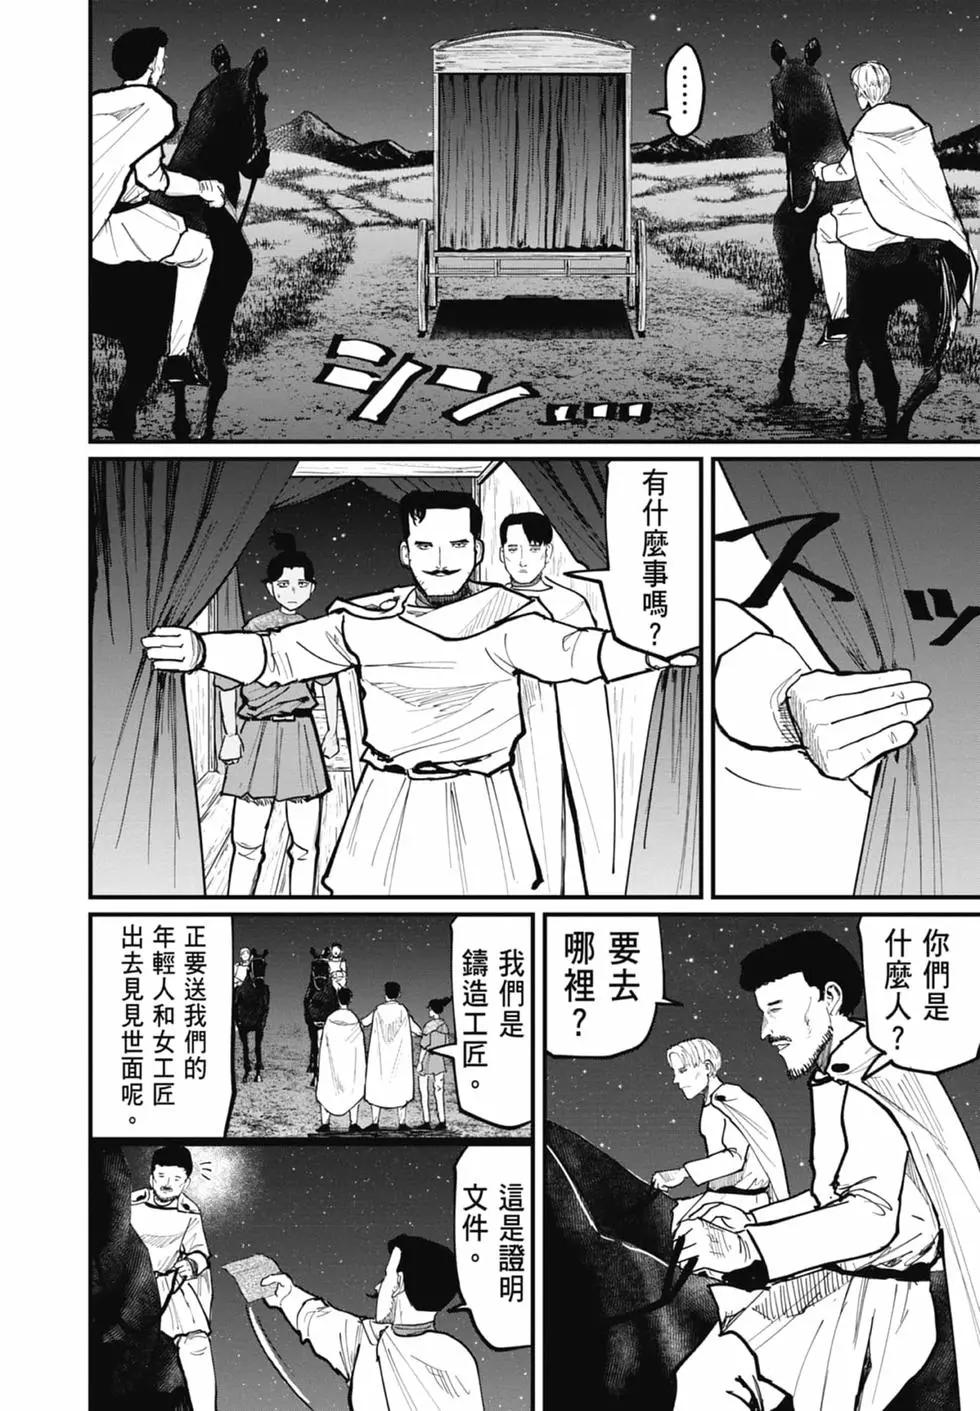 ……
シン…
スッ
有什麼事嗎？
你們是
什麼人？
要去
哪裡？
我們是
鑄造工匠。
正要送我們的
年輕人和女工匠
出去見見世面呢。
這是證明
文件。